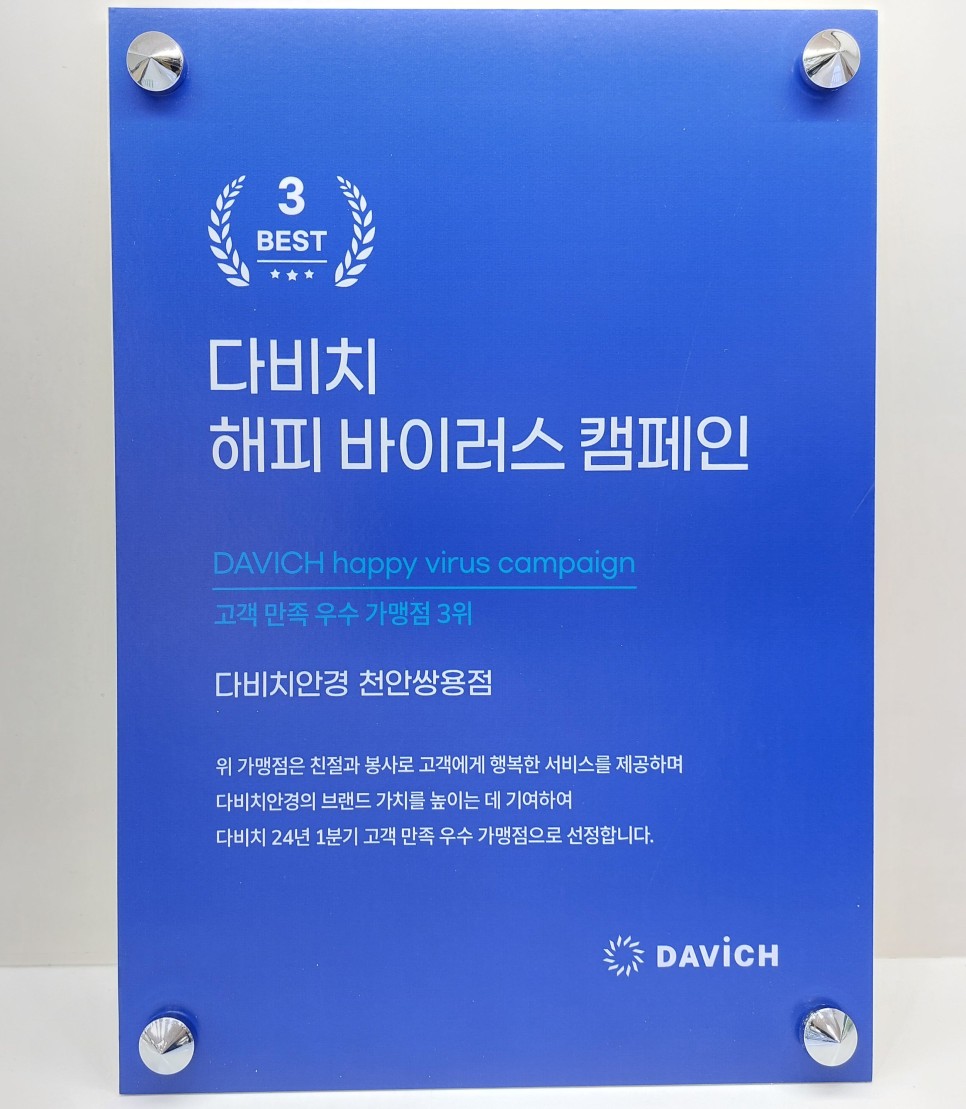 3
BEST
다비치
해피 바이러스 캠페인
DAVICH happy virus campaign
고객 만족 우수 가맹점 3위
다비치안경 천안쌍용점
위 가맹점은 친절과 봉사로 고객에게 행복한 서비스를 제공하며
다비치안경의 브랜드 가치를 높이는 데 기여하여
다비치 24년 1분기 고객 만족 우수 가맹점으로 선정합니다.
DAViCH